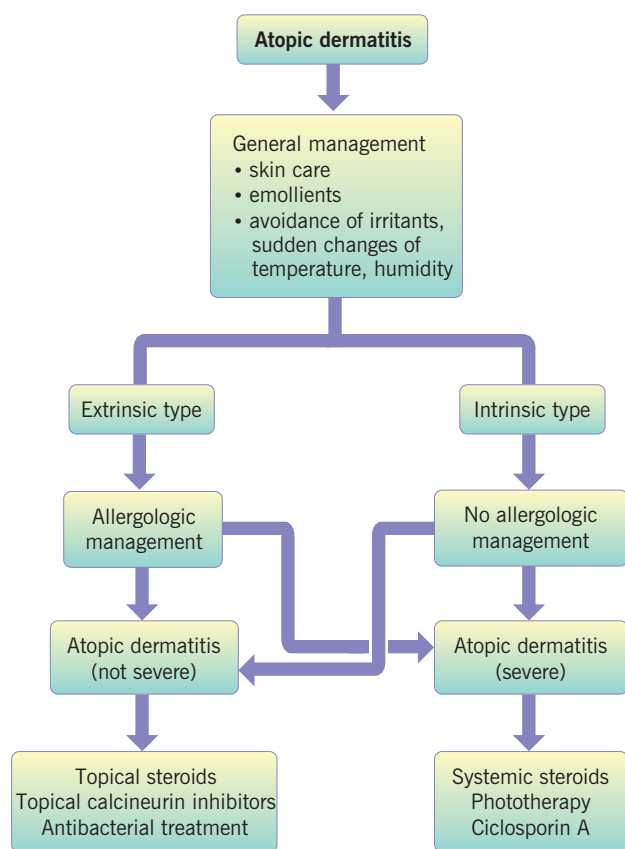 Atopic dermatitis
General management
• skin care
• emollients
• avoidance of irritants,
sudden changes of
temperature, humidity
Extrinsic type
Intrinsic type
Allergologic
management
No allergologic
management
Atopic dermatitis
(not severe)
Atopic dermatitis
(severe)
Topical steroids
Topical calcineurin inhibitors
Antibacterial treatment
Systemic steroids
Phototherapy
Ciclosporin A